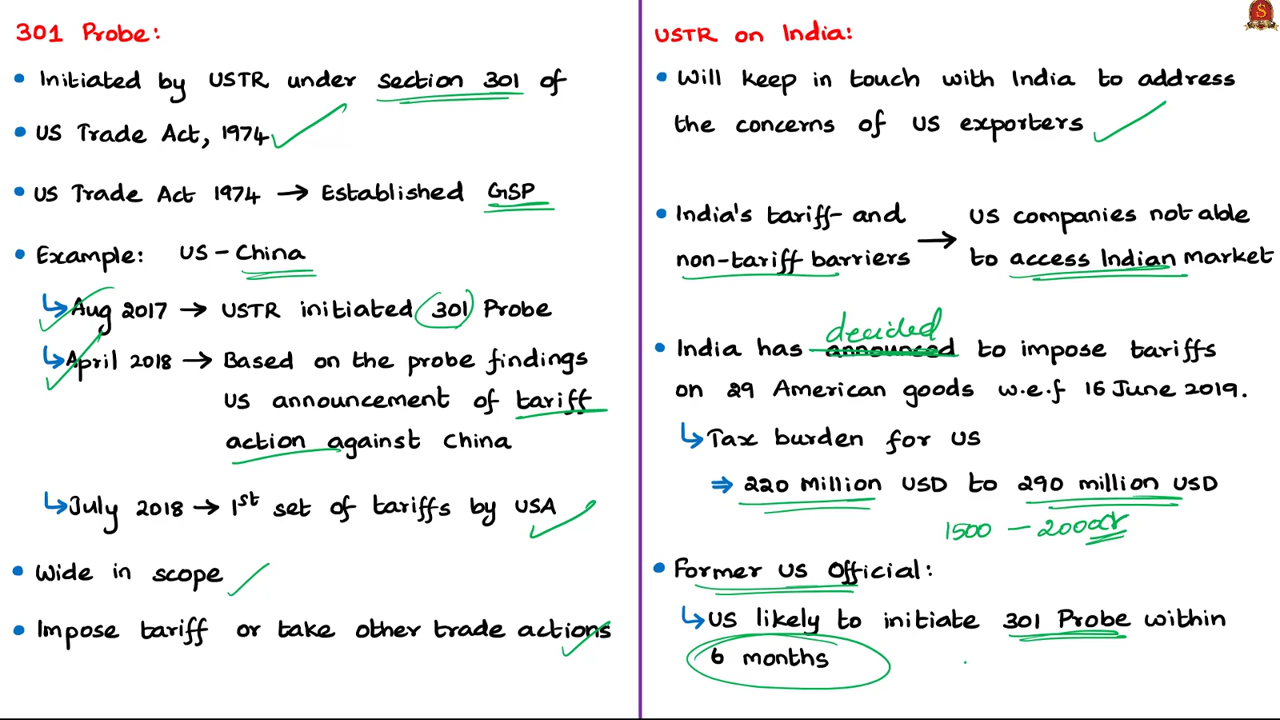 301 Probe:
• Initiated by USTR under section 301 of
• US Trade Act, 1974
• US Trade Act 1974 → Established GSP
• Example: US - China
↳ Aug 2017 → USTR initiated 301 Probe
↳ April 2018 → Based on the probe findings
US announcement of tariff
action against China
↳ July 2018 → 1st set of tariffs by USA
• Wide in scope
• Impose tariff or take other trade actions
USTR on India:
• Will keep in touch with India to address
the concerns of US exporters
• India's tariff- and
non-tariff barriers
→ US companies not able
to access Indian market
decided
• India has announced to impose tariffs
on 29 American goods w.e.f 16 June 2019.
↳ Tax burden for US
⇒ 220 Million USD to 290 million USD
1500 - 2000 cr
• Former US Official:
↳ US likely to initiate 301 Probe within
6 months
S